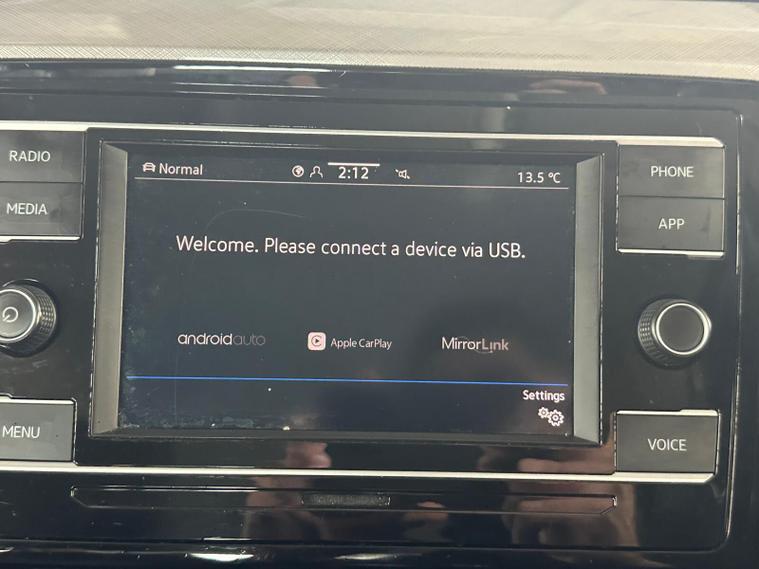 RADIO
MEDIA
MENU
Normal
2:12
13.5 °C
Welcome. Please connect a device via USB.
androidauto
Apple CarPlay
MirrorLink
Settings
PHONE
APP
VOICE